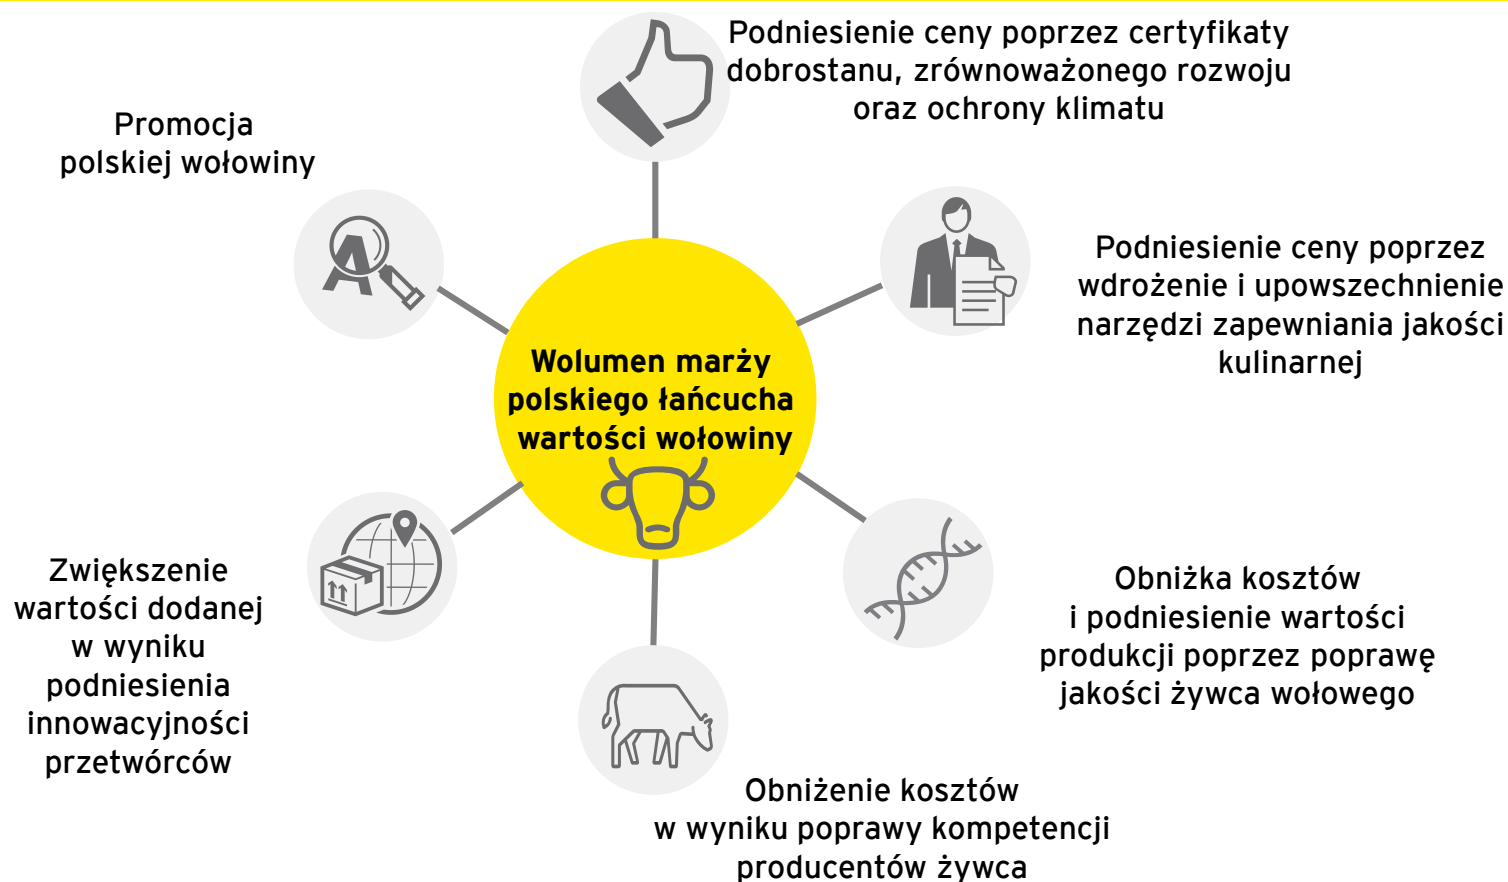 Podniesienie ceny poprzez certyfikaty
dobrostanu, zrównoważonego rozwoju
oraz ochrony klimatu
Promocja
polskiej wołowiny
Podniesienie ceny poprzez
wdrożenie i upowszechnienie
narzędzi zapewniania jakości
kulinarnej
Wolumen marży
polskiego łańcucha
wartości wołowiny
Zwiększenie
wartości dodanej
w wyniku
podniesienia
innowacyjności
przetwórców
Obniżka kosztów
i podniesienie wartości
produkcji poprzez poprawę
jakości żywca wołowego
Obniżenie kosztów
w wyniku poprawy kompetencji
producentów żywca